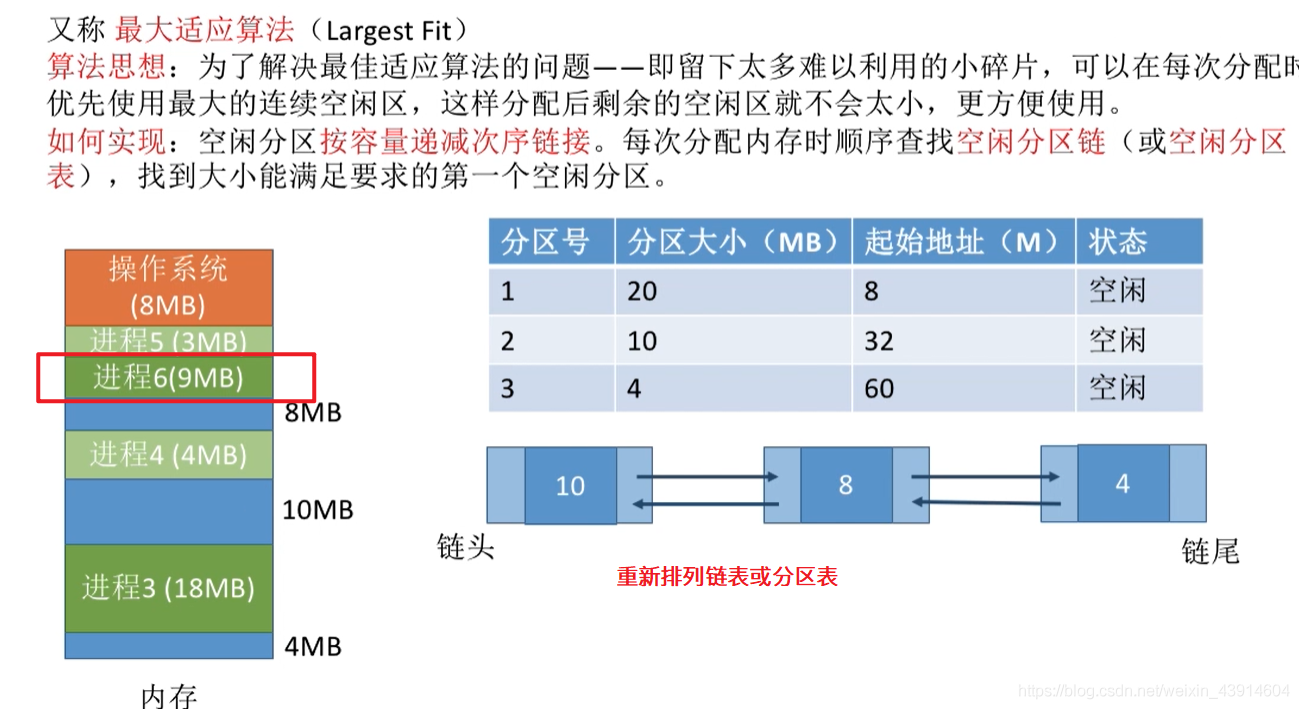 又称 最大适应算法（Largest Fit）
算法思想：为了解决最佳适应算法的问题——即留下太多难以利用的小碎片，可以在每次分配时
优先使用最大的连续空闲区，这样分配后剩余的空闲区就不会太小，更方便使用。
如何实现：空闲分区按容量递减次序链接。每次分配内存时顺序查找空闲分区链（或空闲分区
表），找到大小能满足要求的第一个空闲分区。
操作系统
(8MB)
进程5 (3MB)
进程6(9MB)
8MB
进程4 (4MB)
10MB
进程3 (18MB)
4MB
内存
分区号 分区大小（MB） 起始地址（M） 状态
1 20 8 空闲
2 10 32 空闲
3 4 60 空闲
10 8 4
链头 链尾
重新排列链表或分区表
https://blog.csdn.net/weixin_43914604